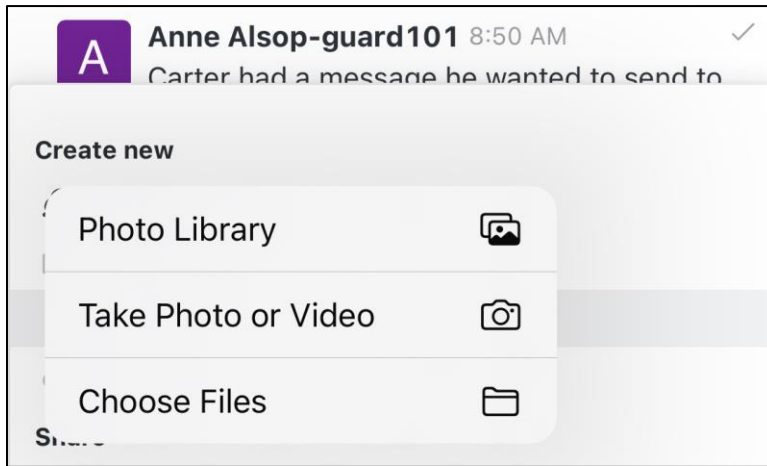 A
Anne Alsop-guard101 8:50 AM
Carter had a message he wanted to send to
Create new
Photo Library
Take Photo or Video
Choose Files